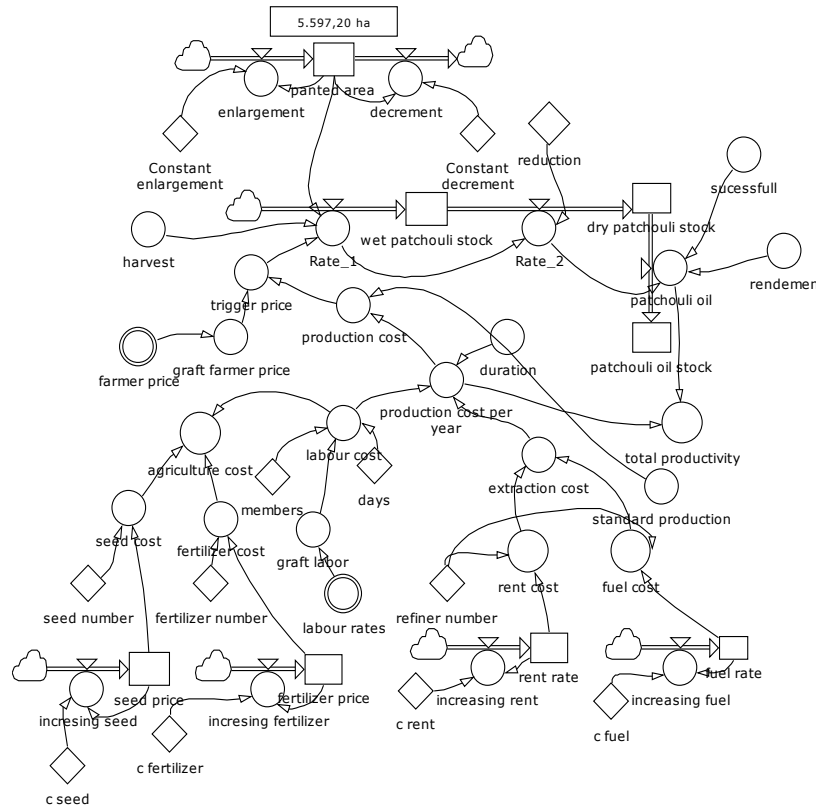 5.597,20 ha
panted area
enlargement
decrement
Constant
enlargement
Constant
decrement
reduction
sucessfull
dry patchouli stock
wet patchouli stock
harvest
Rate_1
Rate_2
rendemen
trigger price
patchouli oil
production cost
graft farmer price
farmer price
duration
patchouli oil stock
production cost per
year
labour cost
total productivity
agriculture cost
extraction cost
days
members
standard production
seed cost
fertilizer cost
graft labor
seed number
fertilizer number
labour rates
refiner number
rent cost
fuel cost
rent rate
fuel rate
seed price
fertilizer price
incresing seed
incresing fertilizer
increasing rent
increasing fuel
c rent
c fuel
c fertilizer
c seed